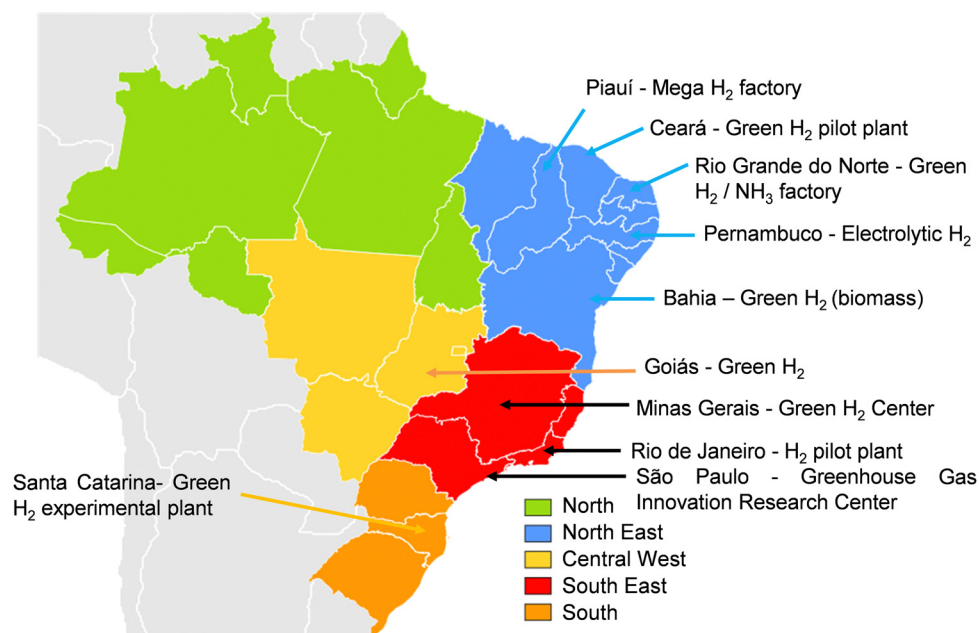 Piauí - Mega H₂ factory
Ceará - Green H₂ pilot plant
Rio Grande do Norte - Green
H₂ / NH₃ factory
Pernambuco - Electrolytic H₂
Bahia – Green H₂ (biomass)
Goiás - Green H₂
Minas Gerais - Green H₂ Center
Rio de Janeiro - H₂ pilot plant
São Paulo - Greenhouse Gas
Innovation Research Center
Santa Catarina- Green
H₂ experimental plant
North
North East
Central West
South East
South